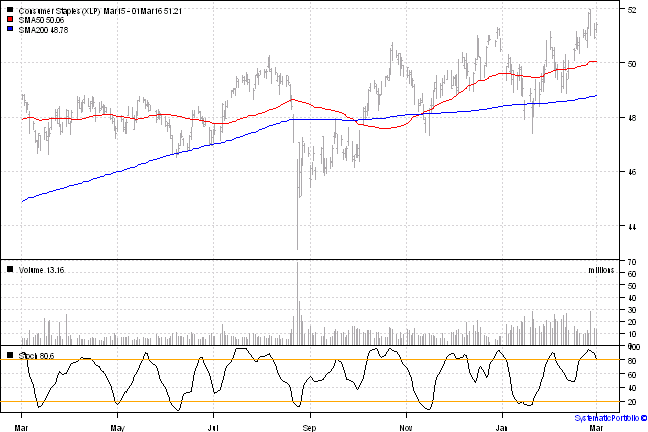 Consumer Staples (XLP) Mar15 - 01Mar16 51.21
SMA50 50.06
SMA200 48.78
52
50
48
46
44
Volume 13.16
millions
70
60
50
40
30
20
10
0
Stoch 80.6
100
80
60
40
20
Mar May Jul Sep Nov Jan Mar
SystematicPortfolio ©